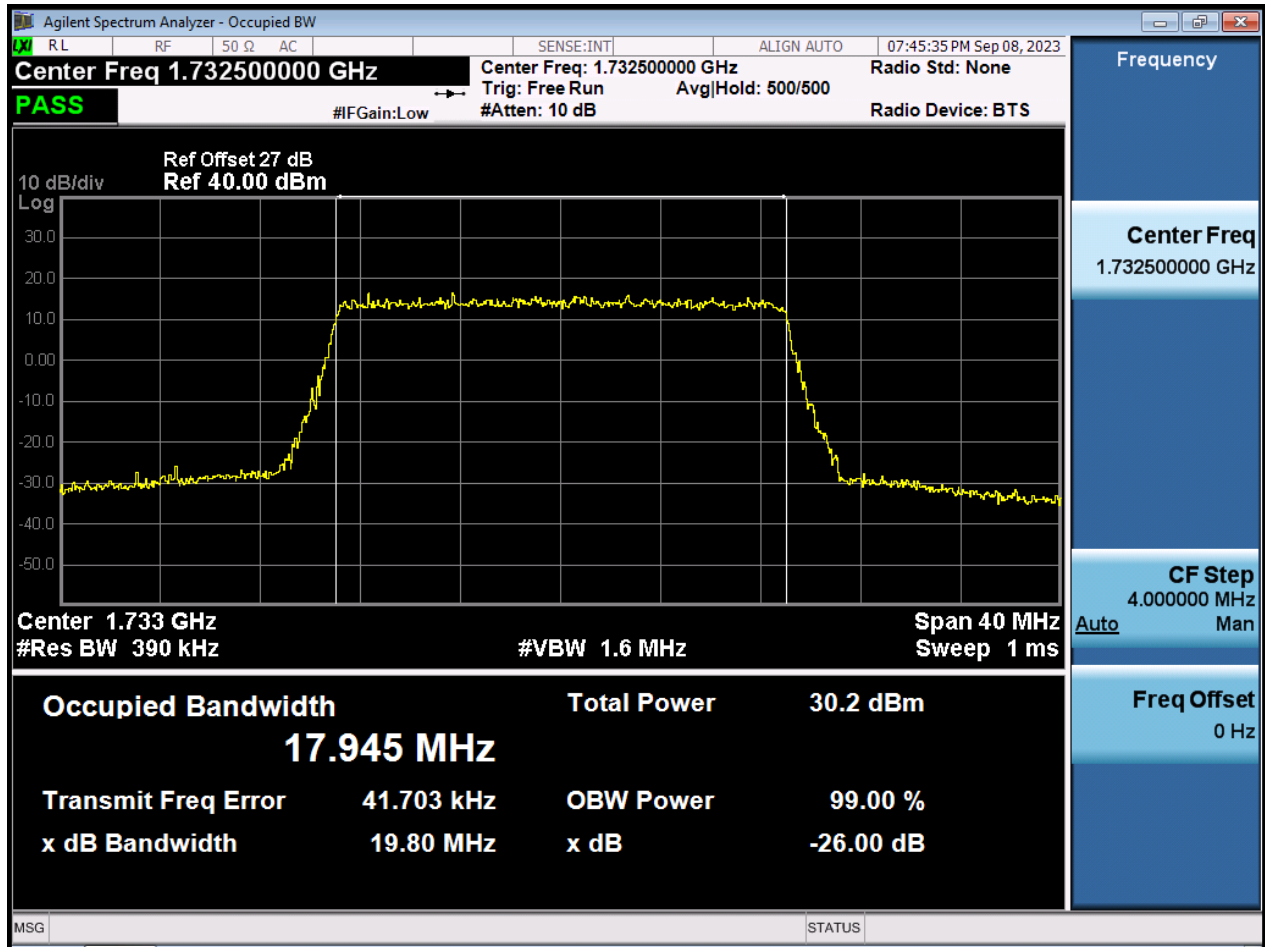 Agilent Spectrum Analyzer - Occupied BW
LXI RL RF 50 Ω AC SENSE:INT ALIGN AUTO 07:45:35 PM Sep 08, 2023
Center Freq 1.732500000 GHz
PASS
#IFGain:Low
Center Freq: 1.732500000 GHz
Trig: Free Run Avg|Hold: 500/500
#Atten: 10 dB
Radio Std: None
Radio Device: BTS
Ref Offset 27 dB
10 dB/div Ref 40.00 dBm
Log
30.0
20.0
10.0
0.00
-10.0
-20.0
-30.0
-40.0
-50.0
Center 1.733 GHz Span 40 MHz
#Res BW 390 kHz #VBW 1.6 MHz Sweep 1 ms
Occupied Bandwidth Total Power 30.2 dBm
17.945 MHz
Transmit Freq Error 41.703 kHz OBW Power 99.00 %
x dB Bandwidth 19.80 MHz x dB -26.00 dB
MSG STATUS
Frequency
Center Freq
1.732500000 GHz
CF Step
4.000000 MHz
Auto Man
Freq Offset
0 Hz